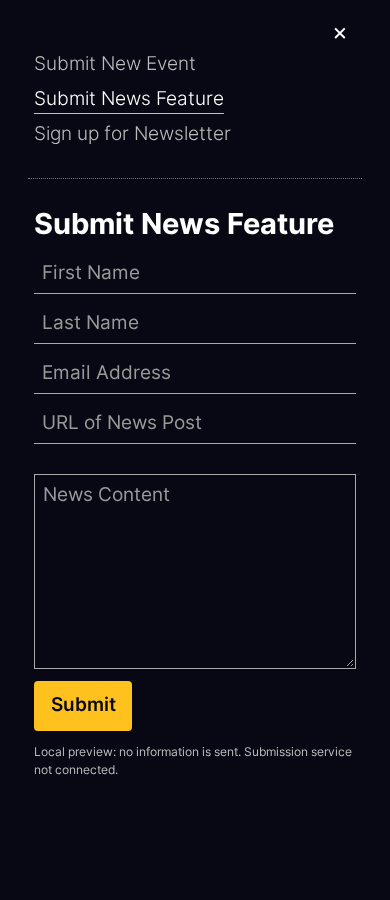 ×
Submit New Event
Submit News Feature
Sign up for Newsletter
Submit News Feature
First Name
Last Name
Email Address
URL of News Post
News Content
Submit
Local preview: no information is sent. Submission service
not connected.